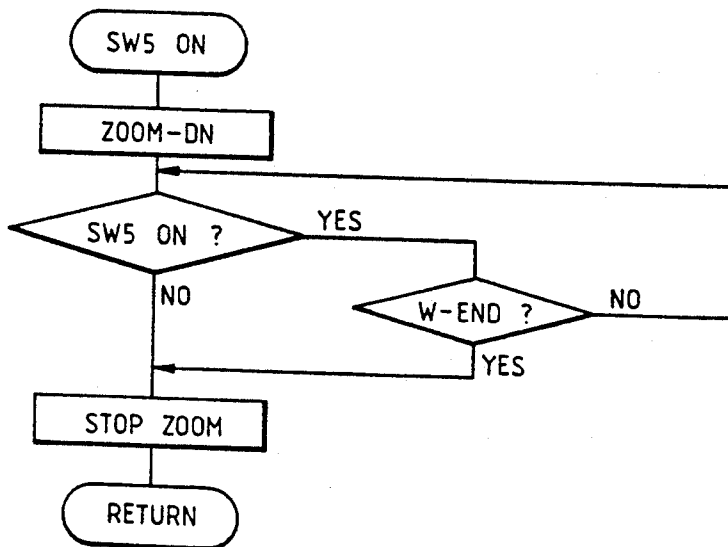 SW5 ON
ZOOM-DN
SW5 ON ?
YES
NO
W-END ?
NO
YES
STOP ZOOM
RETURN